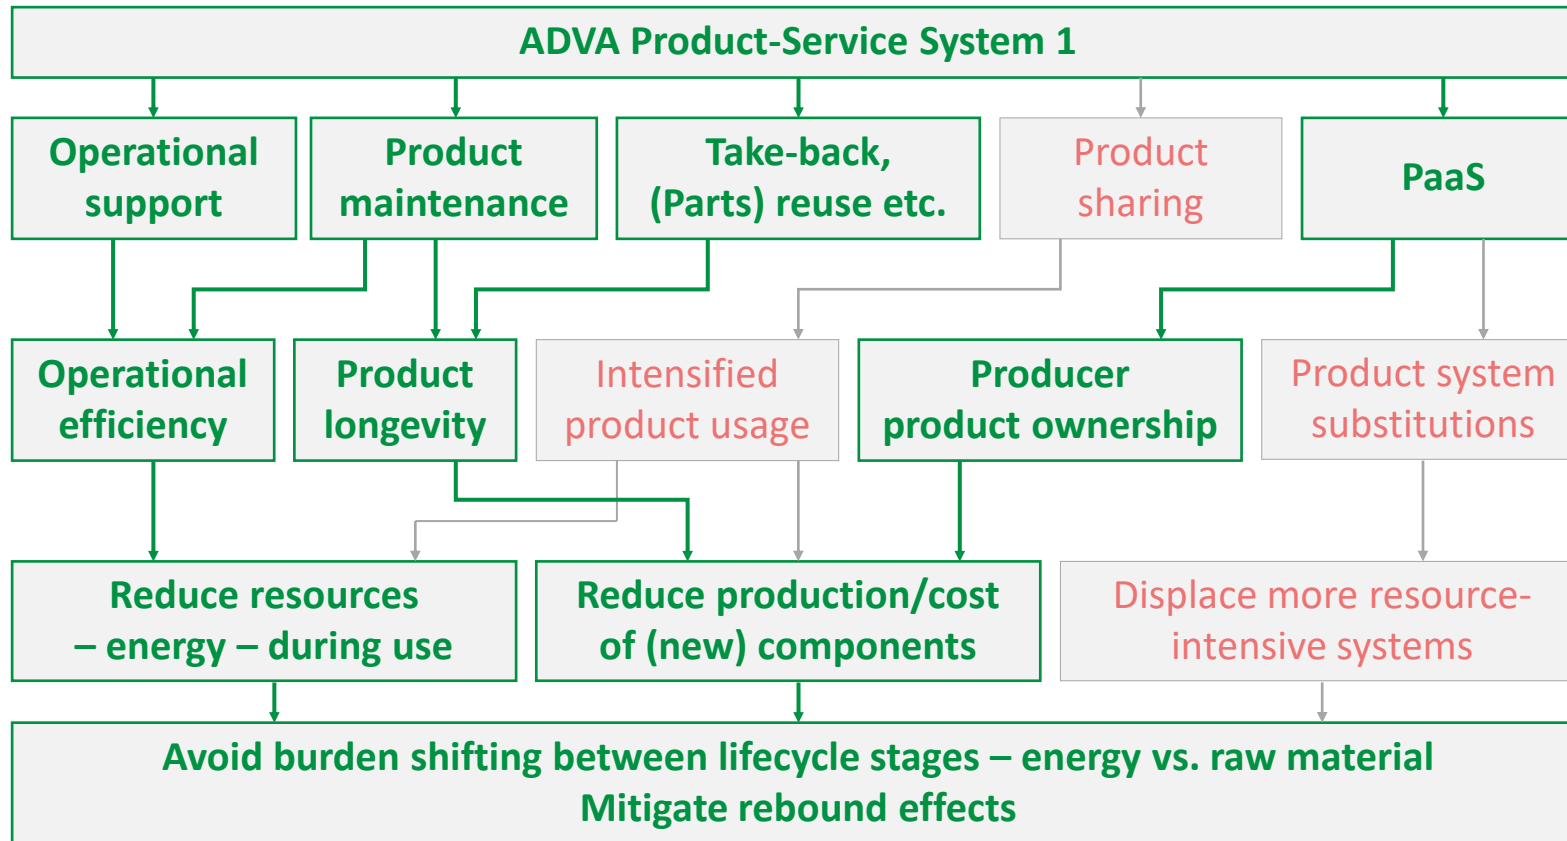 ADVA Product-Service System 1
Operational
support
Product
maintenance
Take-back,
(Parts) reuse etc.
Product
sharing
PaaS
Operational
efficiency
Product
longevity
Intensified
product usage
Producer
product ownership
Product system
substitutions
Reduce resources
– energy – during use
Reduce production/cost
of (new) components
Displace more resource-
intensive systems
Avoid burden shifting between lifecycle stages – energy vs. raw material
Mitigate rebound effects